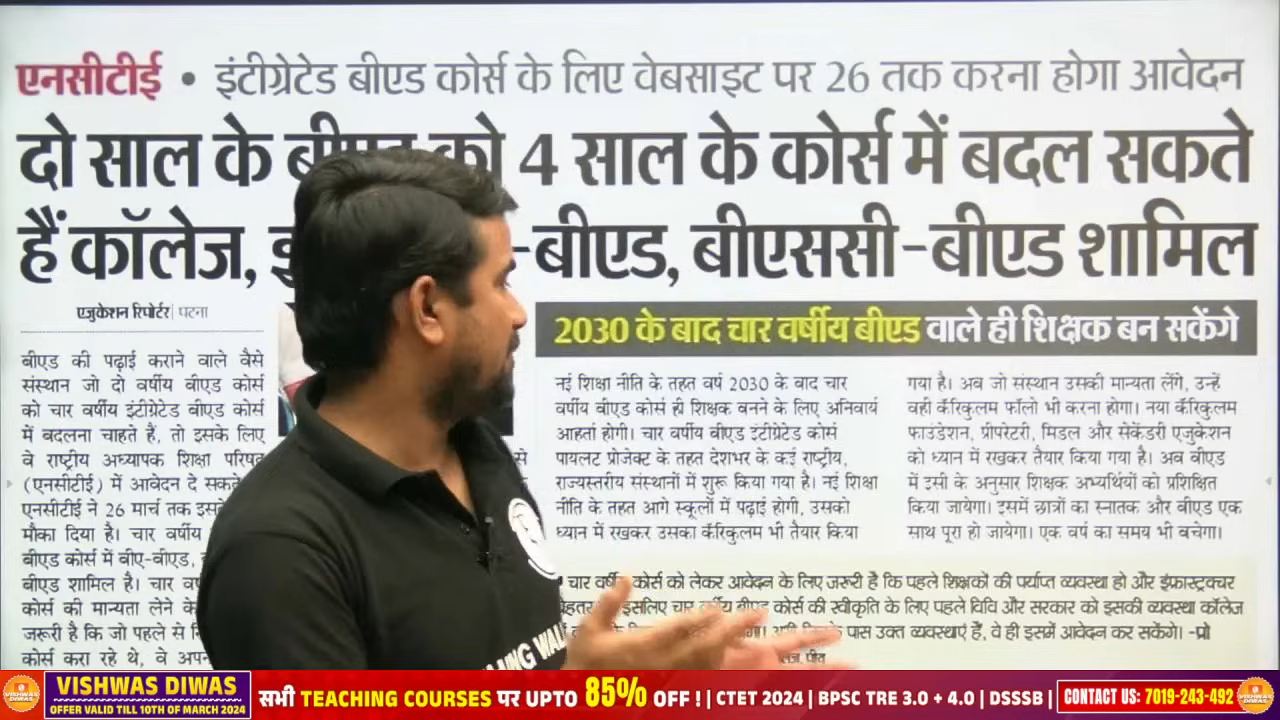 एनसीटीई • इंटीग्रेटेड बीएड कोर्स के लिए वेबसाइट पर 26 तक करना होगा आवेदन
दो साल के को 4 साल के कोर्स में बदल सकते
हैं कॉलेज, -बीएड, बीएससी-बीएड शामिल
एजुकेशन रिपोर्टर| पटना
बीएड की पढ़ाई कराने वाले वैसे
संस्थान जो दो वर्षीय बीएड कोर्स
को चार वर्षीय इंटीग्रेटेड बीएड कोर्स
में बदलना चाहते हैं, तो इसके लिए
वे राष्ट्रीय अध्यापक शिक्षा परिषद
(एनसीटीई) में आवेदन दे सकते
एनसीटीई ने 26 मार्च तक
मौका दिया है। चार वर्षीय
बीएड कोर्स में बीए-बीएड,
बीएड शामिल है। चार
कोर्स की मान्यता लेने के
जरूरी है कि जो पहले से
कोर्स करा रहे थे, वे
2030 के बाद चार वर्षीय बीएड वाले ही शिक्षक बन सकेंगे
नई शिक्षा नीति के तहत वर्ष 2030 के बाद चार
वर्षीय बीएड कोर्स ही शिक्षक बनने के लिए अनिवार्य
आहर्ता होगी। चार वर्षीय बीएड इंटीग्रेटेड कोर्स
पायलट प्रोजेक्ट के तहत देशभर के कई राष्ट्रीय,
राज्यस्तरीय संस्थानों में शुरू किया गया है। नई शिक्षा
नीति के तहत आगे स्कूलों में पढ़ाई होगी, उसको
ध्यान में रखकर उसका कॅरिकुलम भी तैयार किया
गया है। अब जो संस्थान उसकी मान्यता लेंगे, उन्हें
वही कॅरिकुलम फॉलो भी करना होगा। नया कॅरिकुलम
फाउंडेशन, प्रीपरेटरी, मिडल और सेकेंडरी एजुकेशन
को ध्यान में रखकर तैयार किया गया है। अब बीएड
में इसी के अनुसार शिक्षक अभ्यर्थियों को प्रशिक्षित
किया जायेगा। इसमें छात्रों का स्नातक और बीएड एक
साथ पूरा हो जायेगा। एक वर्ष का समय भी बचेगा।
चार वर्षीय कोर्स को लेकर आवेदन के लिए जरूरी है कि पहले शिक्षकों की पर्याप्त व्यवस्था हो और इंफ्रास्ट्रक्चर
इसलिए चार वर्षीय बीएड कोर्स की स्वीकृति के लिए पहले विवि और सरकार को इसकी व्यवस्था कॉलेज
पास उक्त व्यवस्थाएं हैं, वे ही इसमें आवेदन कर सकेंगे। -प्रो
VISHWAS DIWAS
OFFER VALID TILL 10TH OF MARCH 2024
सभी TEACHING COURSES पर UPTO 85% OFF ! | CTET 2024 | BPSC TRE 3.0 + 4.0 | DSSSB |
CONTACT US: 7019-243-492